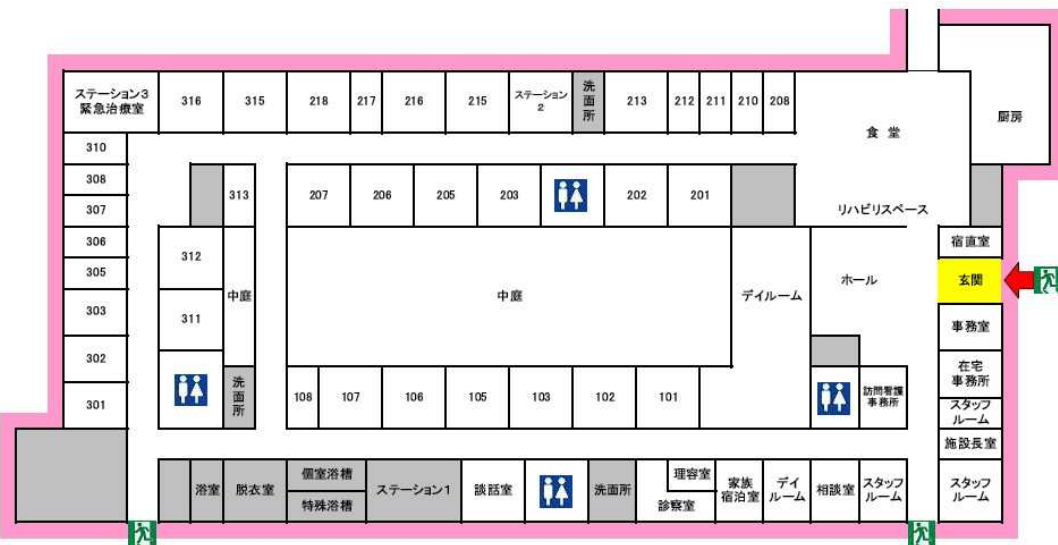 ステーション3
緊急治療室
316
315
218
217
216
215
ステーション
2
洗面所
213
212
211
210
208
食堂
厨房
310
308
307
306
305
303
302
301
313
207
206
205
203
202
201
リハビリスペース
312
311
中庭
中庭
デイルーム
ホール
宿直室
玄関
事務室
在宅
事務所
スタッフ
ルーム
施設長室
スタッフ
ルーム
洗面所
108
107
106
105
103
102
101
訪問看護
事務所
浴室
脱衣室
個室浴槽
特殊浴槽
ステーション1
談話室
洗面所
理容室
診察室
家族
宿泊室
デイ
ルーム
相談室
スタッフ
ルーム